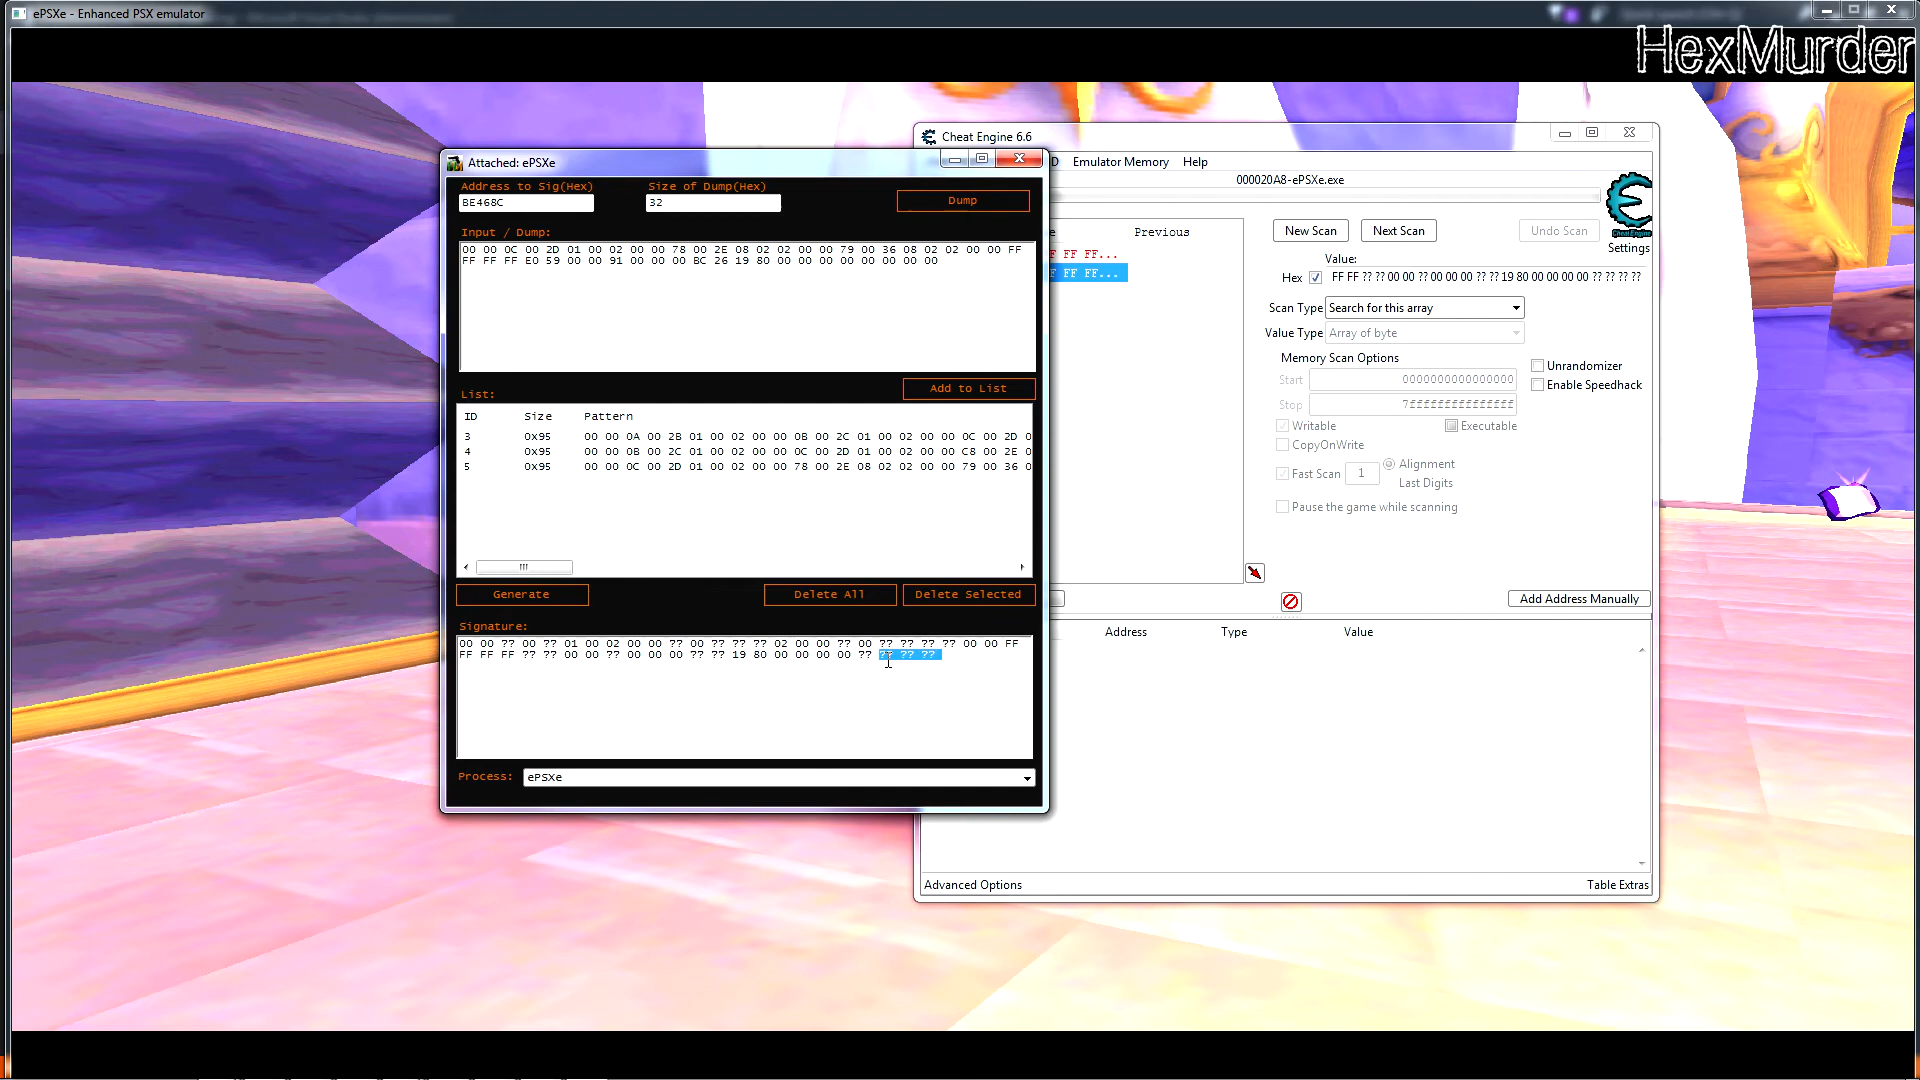 ePSXe - Enhanced PSX emulator
HexMurder
Cheat Engine 6.6
D Emulator Memory Help
000020A8-ePSXe.exe
Previous
New Scan
Next Scan
Undo Scan
Settings
FF FF...
FF FF...
Value:
Hex
FF FF ?? ?? 00 00 ?? 00 00 00 ?? ?? 19 80 00 00 00 00 ?? ?? ?? ??
Scan Type
Search for this array
Value Type
Array of byte
Memory Scan Options
Start
0000000000000000
Stop
7fffffffffffffff
Unrandomizer
Enable Speedhack
Writable
Executable
CopyOnWrite
Fast Scan
1
Alignment
Last Digits
Pause the game while scanning
Add Address Manually
Address Type Value
Advanced Options
Table Extras
Attached: ePSXe
Address to Sig(Hex)
BE468C
Size of Dump(Hex)
32
Dump
Input / Dump:
00 00 0C 00 2D 01 00 02 00 00 78 00 2E 08 02 02 00 00 79 00 36 08 02 02 00 00 FF
FF FF FF E0 59 00 00 91 00 00 00 BC 26 19 80 00 00 00 00 00 00 00 00
Add to List
List:
ID Size Pattern
3 0x95 00 00 0A 00 2B 01 00 02 00 00 0B 00 2C 01 00 02 00 00 0C 00 2D 0
4 0x95 00 00 0B 00 2C 01 00 02 00 00 0C 00 2D 01 00 02 00 00 C8 00 2E 0
5 0x95 00 00 0C 00 2D 01 00 02 00 00 78 00 2E 08 02 02 00 00 79 00 36 0
Generate
Delete All
Delete Selected
Signature:
00 00 ?? 00 ?? 01 00 02 00 00 ?? 00 ?? ?? ?? 02 00 00 ?? 00 ?? ?? ?? ?? 00 00 FF
FF FF FF ?? ?? 00 00 ?? 00 00 00 ?? ?? 19 80 00 00 00 00 ?? ?? ?? ??
Process:
ePSXe